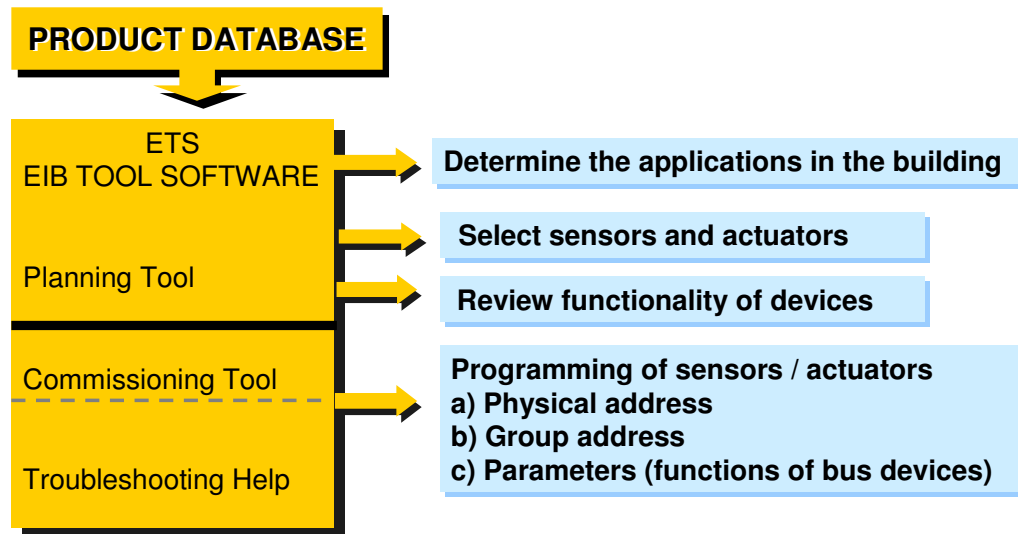 PRODUCT DATABASE
ETS
EIB TOOL SOFTWARE
Planning Tool
Commissioning Tool
Troubleshooting Help
Determine the applications in the building
Select sensors and actuators
Review functionality of devices
Programming of sensors / actuators
a) Physical address
b) Group address
c) Parameters (functions of bus devices)